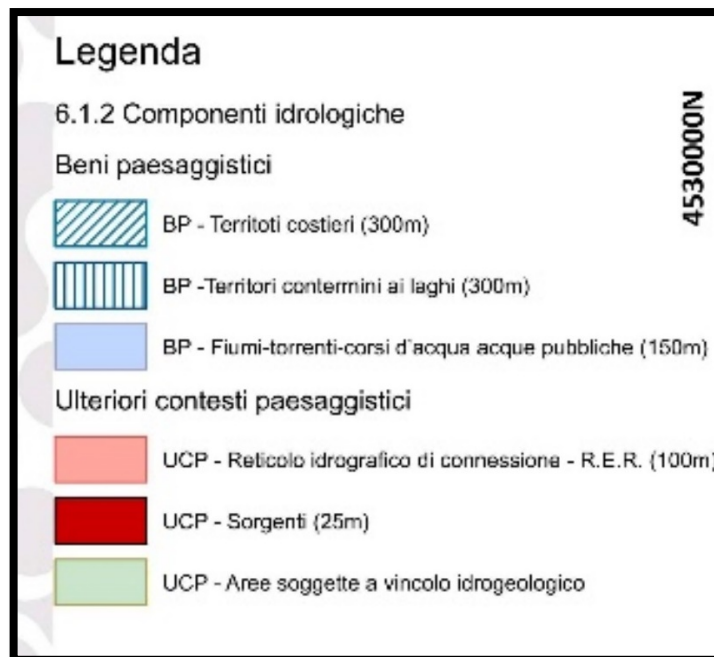 Legenda
6.1.2 Componenti idrologiche
Beni paesaggistici
BP - Territoti costieri (300m)
BP -Territori contermini ai laghi (300m)
BP - Fiumi-torrenti-corsi d'acqua acque pubbliche (150m)
Ulteriori contesti paesaggistici
UCP - Reticolo idrografico di connessione - R.E.R. (100m)
UCP - Sorgenti (25m)
UCP - Aree soggette a vincolo idrogeologico
4530000N